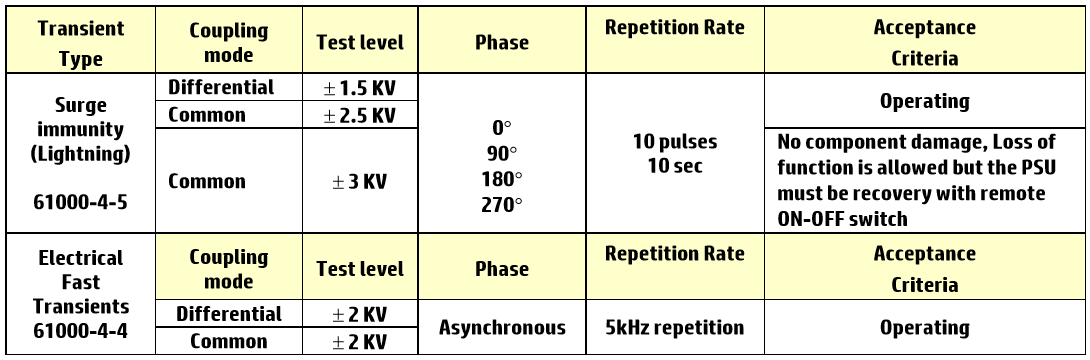 Transient Type
Coupling mode
Test level
Phase
Repetition Rate
Acceptance Criteria
Surge
immunity
(Lightning)
61000-4-5
Differential
± 1.5 KV
Common
± 2.5 KV
Common
± 3 KV
0°
90°
180°
270°
10 pulses
10 sec
Operating
No component damage, Loss of
function is allowed but the PSU
must be recovery with remote
ON-OFF switch
Electrical
Fast
Transients
61000-4-4
Coupling
mode
Test level
Phase
Repetition Rate
Acceptance
Criteria
Differential
± 2 KV
Common
± 2 KV
Asynchronous
5kHz repetition
Operating